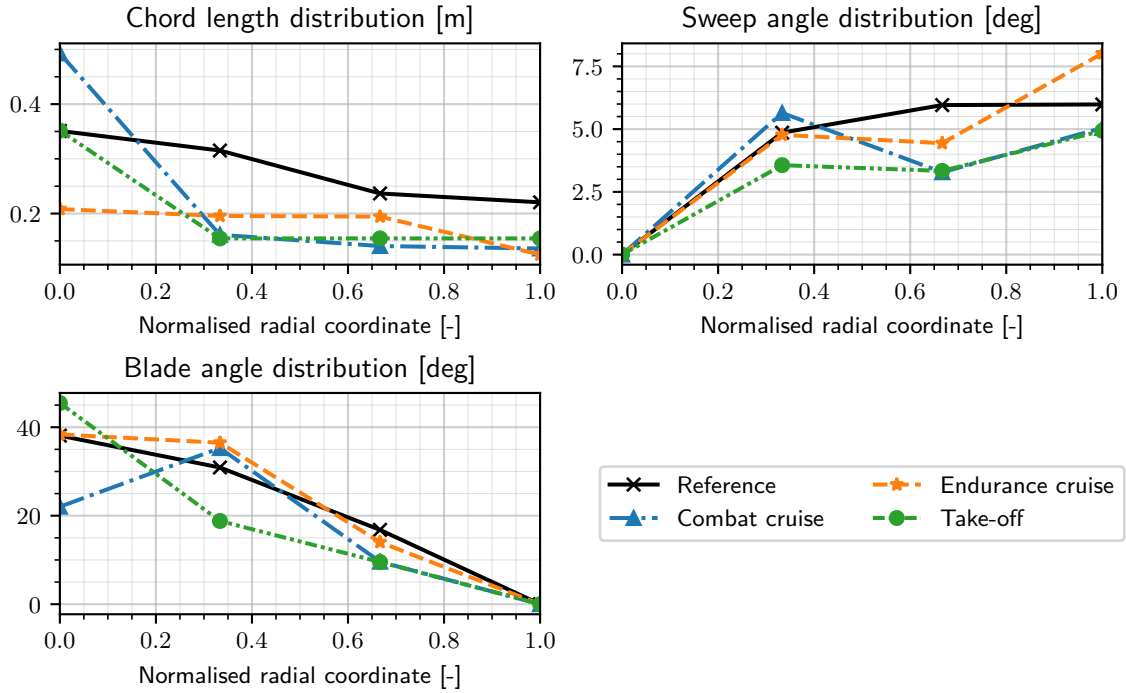 Chord length distribution [m]
0.4
0.2
0.0 0.2 0.4 0.6 0.8 1.0
Normalised radial coordinate [-]
Sweep angle distribution [deg]
7.5
5.0
2.5
0.0
0.0 0.2 0.4 0.6 0.8 1.0
Normalised radial coordinate [-]
Blade angle distribution [deg]
40
20
0
0.0 0.2 0.4 0.6 0.8 1.0
Normalised radial coordinate [-]
Reference
Combat cruise
Endurance cruise
Take-off